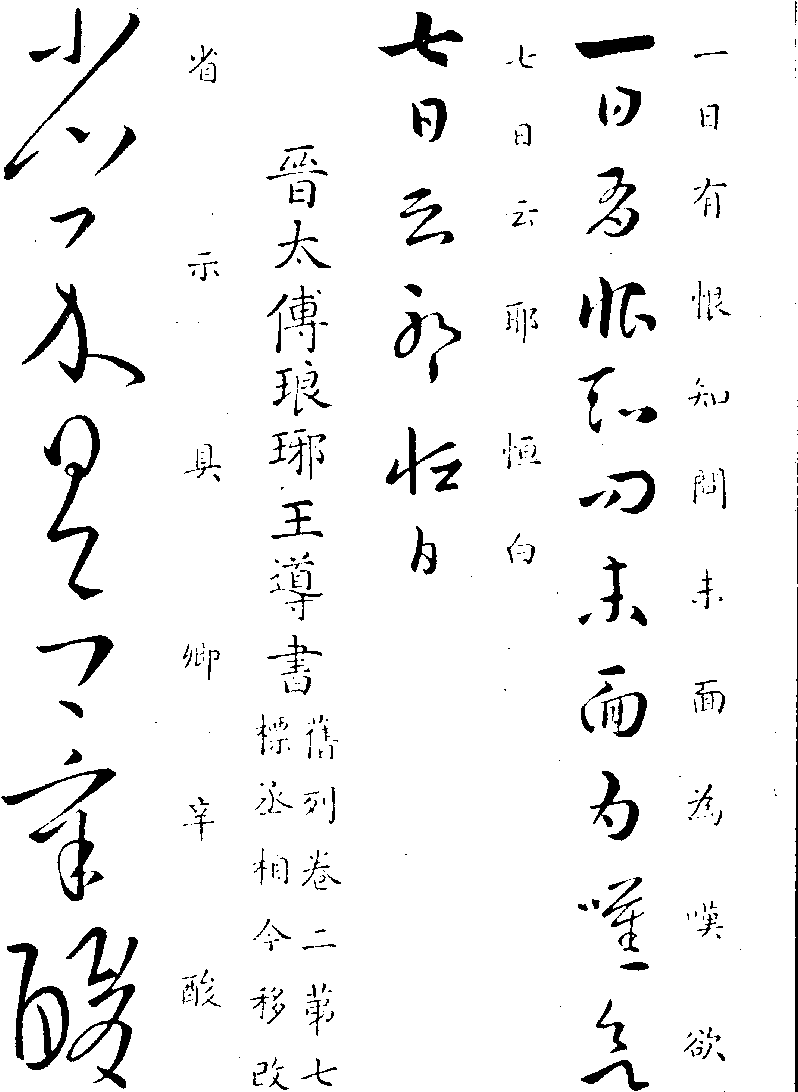 一日有恨知問未面為嘆欲
一日有恨知問未面為嘆欲
七日云耶恒白
七日云耶恒白
晉太傅琅琊王導書
舊列卷二第七
標丞相今移改
省示具卿辛酸
省示具卿辛酸